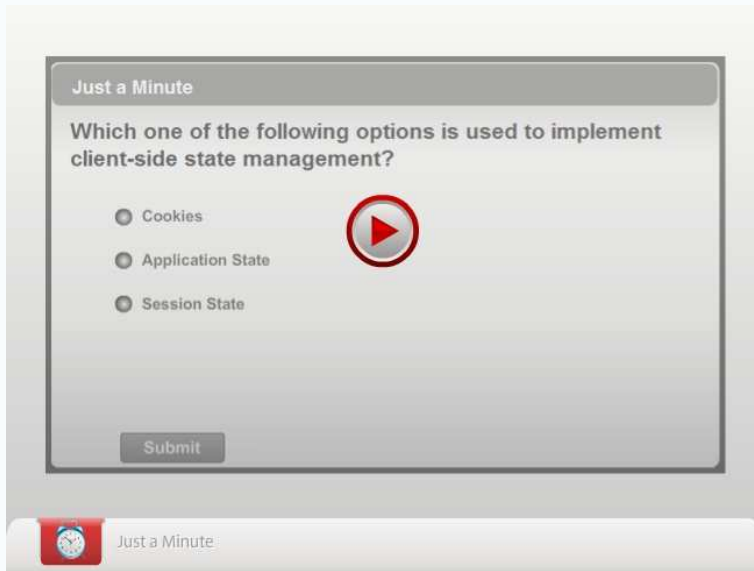 Just a Minute
Which one of the following options is used to implement
client-side state management?
Cookies
Application State
Session State
Submit
Just a Minute